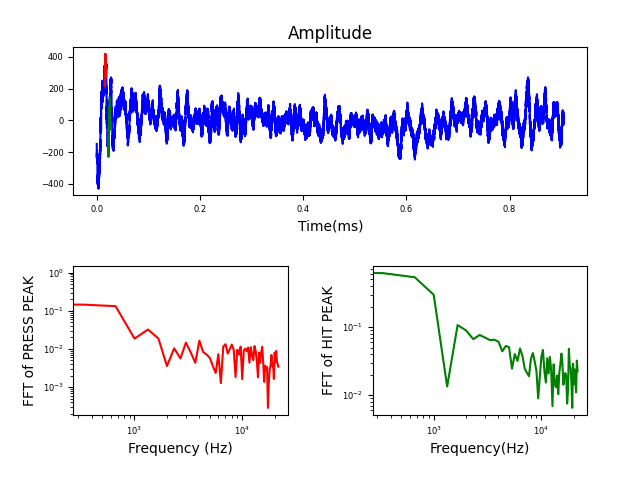 Amplitude
400
200
0
−200
−400
0.0 0.2 0.4 0.6 0.8
Time(ms)
FFT of PRESS PEAK
10⁰
10⁻¹
10⁻²
10⁻³
10³ 10⁴
Frequency (Hz)
FFT of HIT PEAK
10⁻¹
10⁻²
10³ 10⁴
Frequency(Hz)